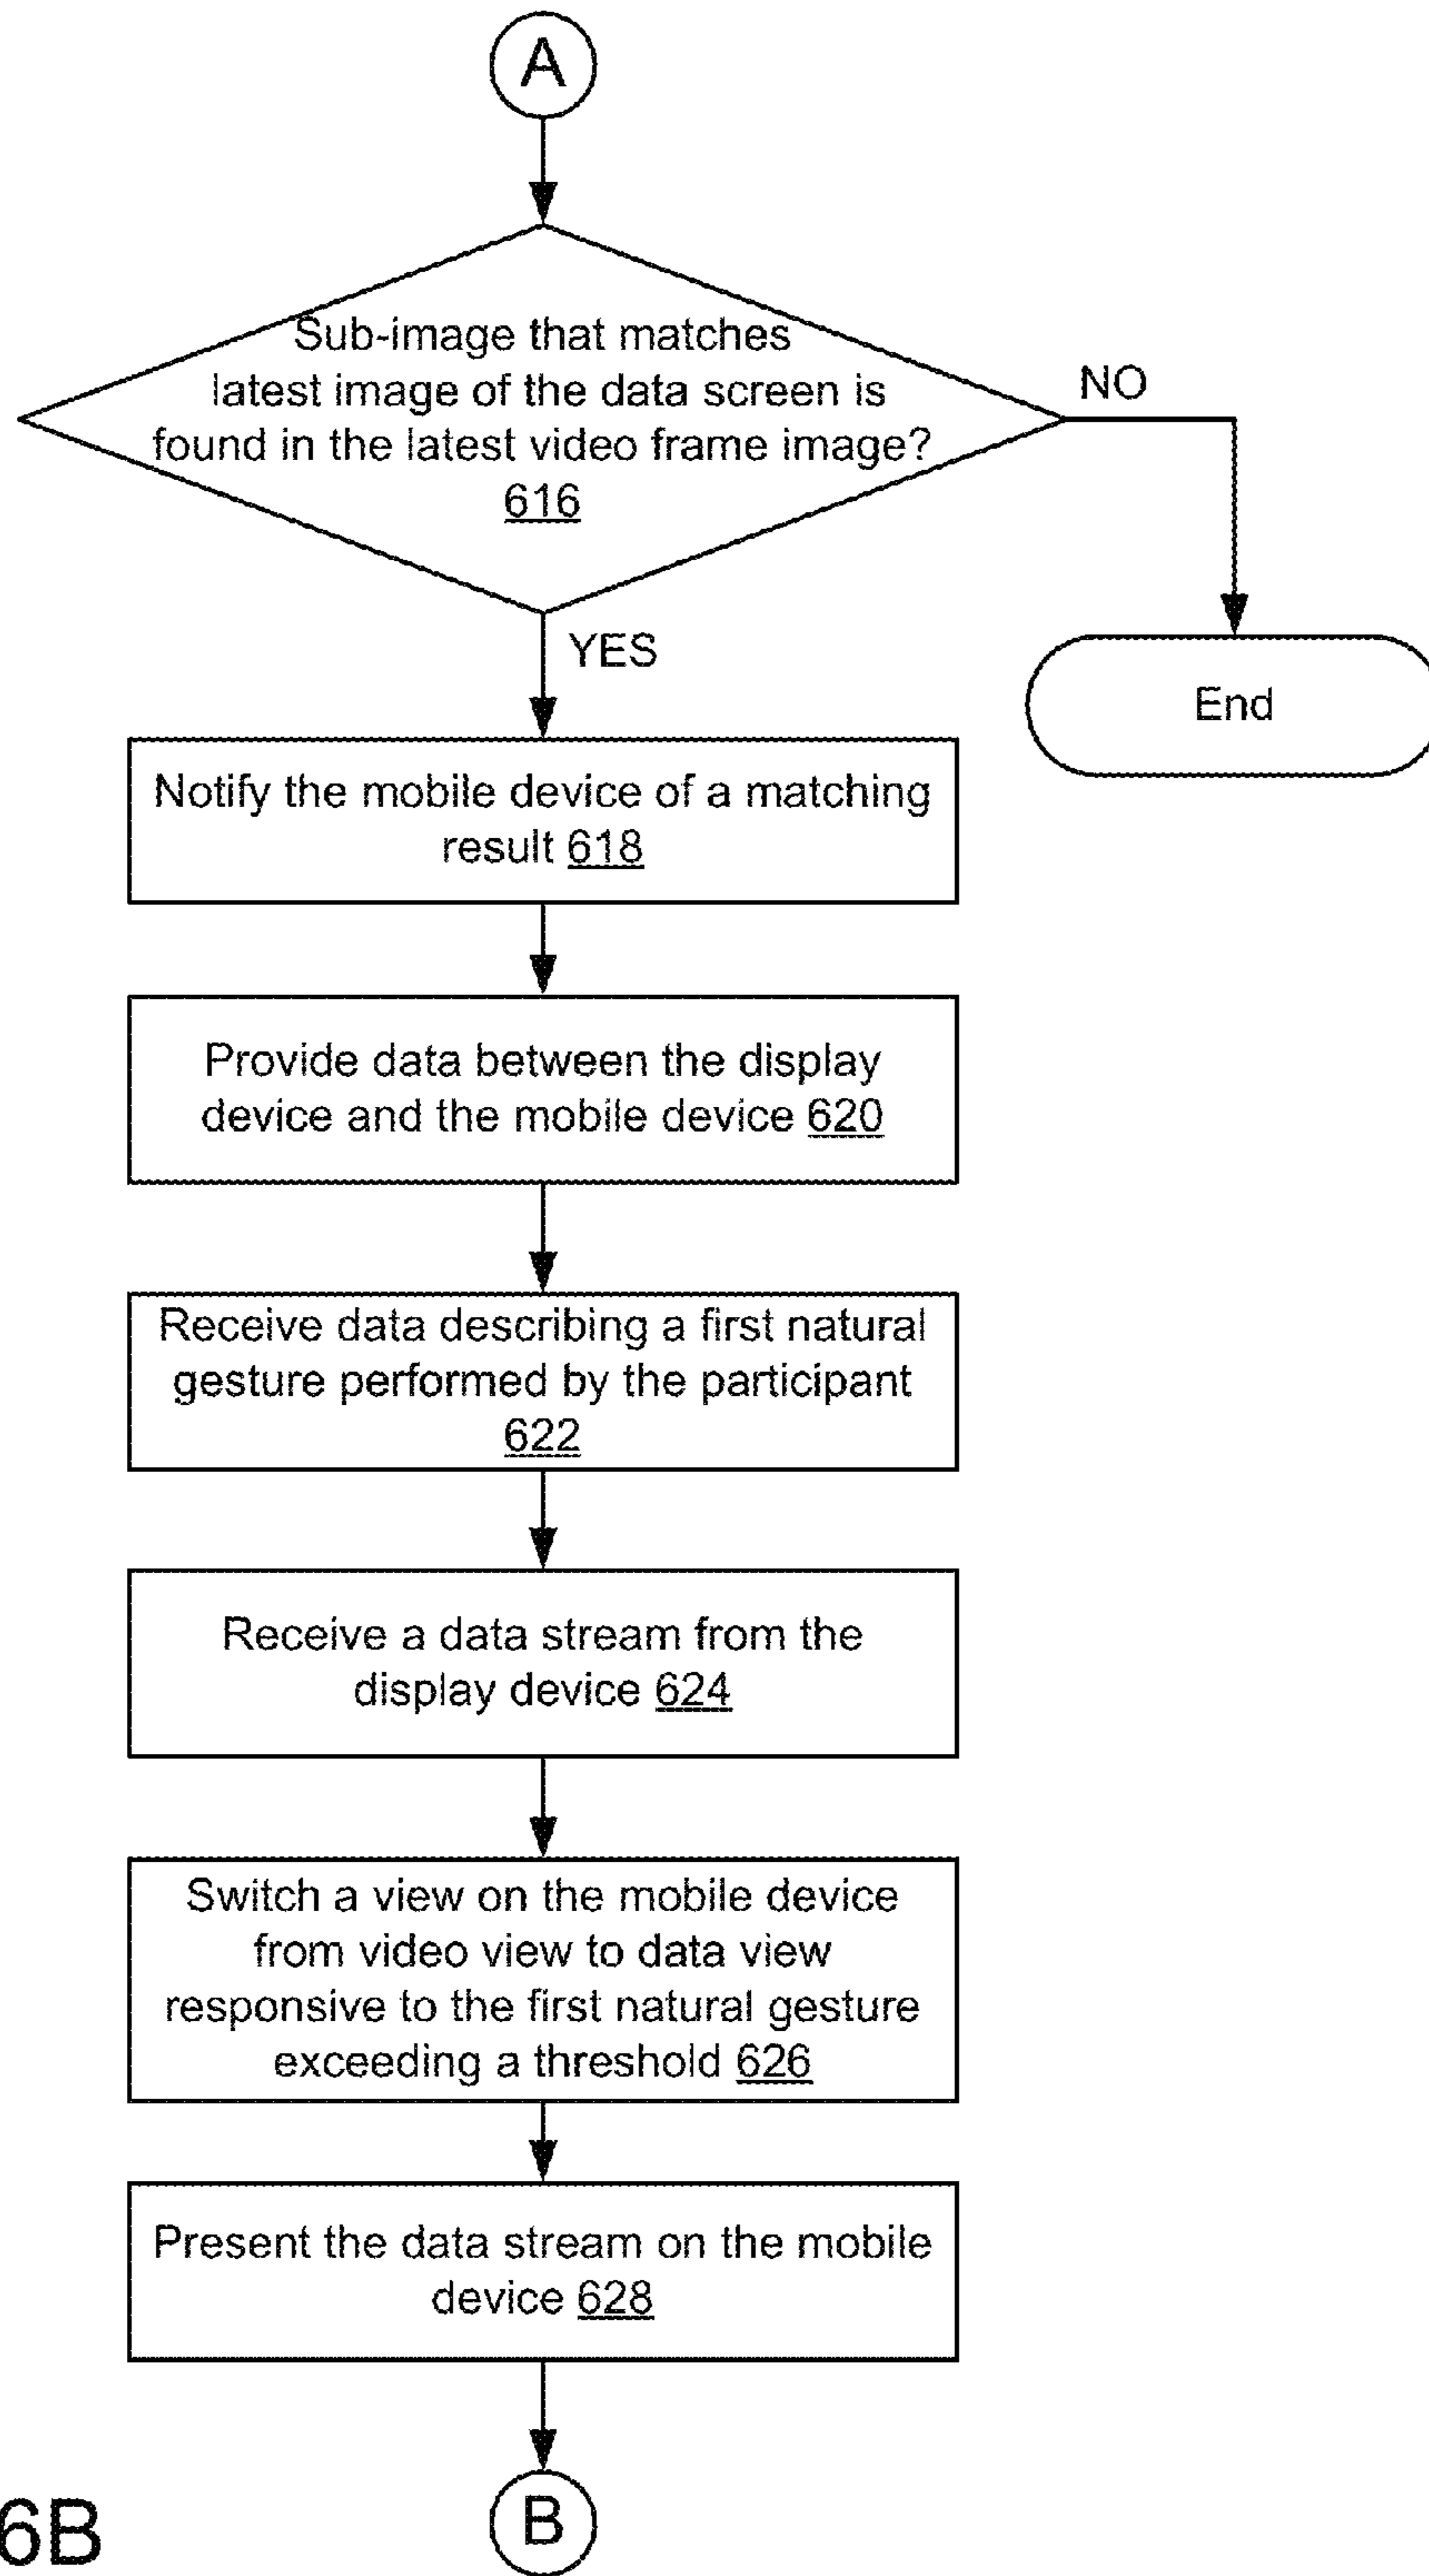 A
Sub-image that matches
latest image of the data screen is
found in the latest video frame image?
616
NO
YES
End
Notify the mobile device of a matching
result 618
Provide data between the display
device and the mobile device 620
Receive data describing a first natural
gesture performed by the participant
622
Receive a data stream from the
display device 624
Switch a view on the mobile device
from video view to data view
responsive to the first natural gesture
exceeding a threshold 626
Present the data stream on the mobile
device 628
B
6B